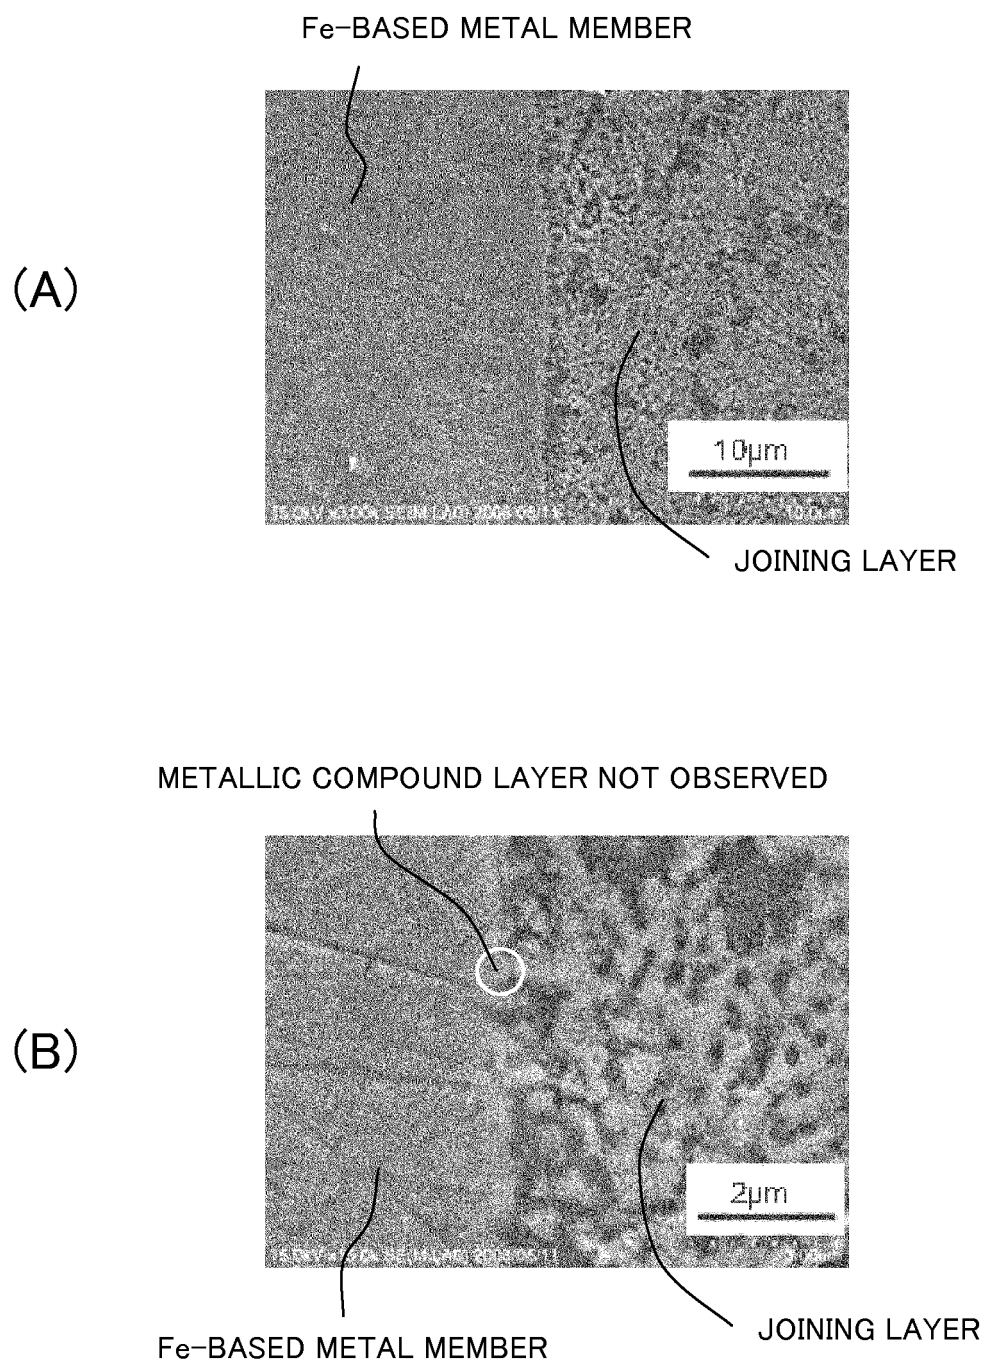 Fe-BASED METAL MEMBER
(A)
10μm
JOINING LAYER
METALLIC COMPOUND LAYER NOT OBSERVED
(B)
2μm
JOINING LAYER
Fe-BASED METAL MEMBER